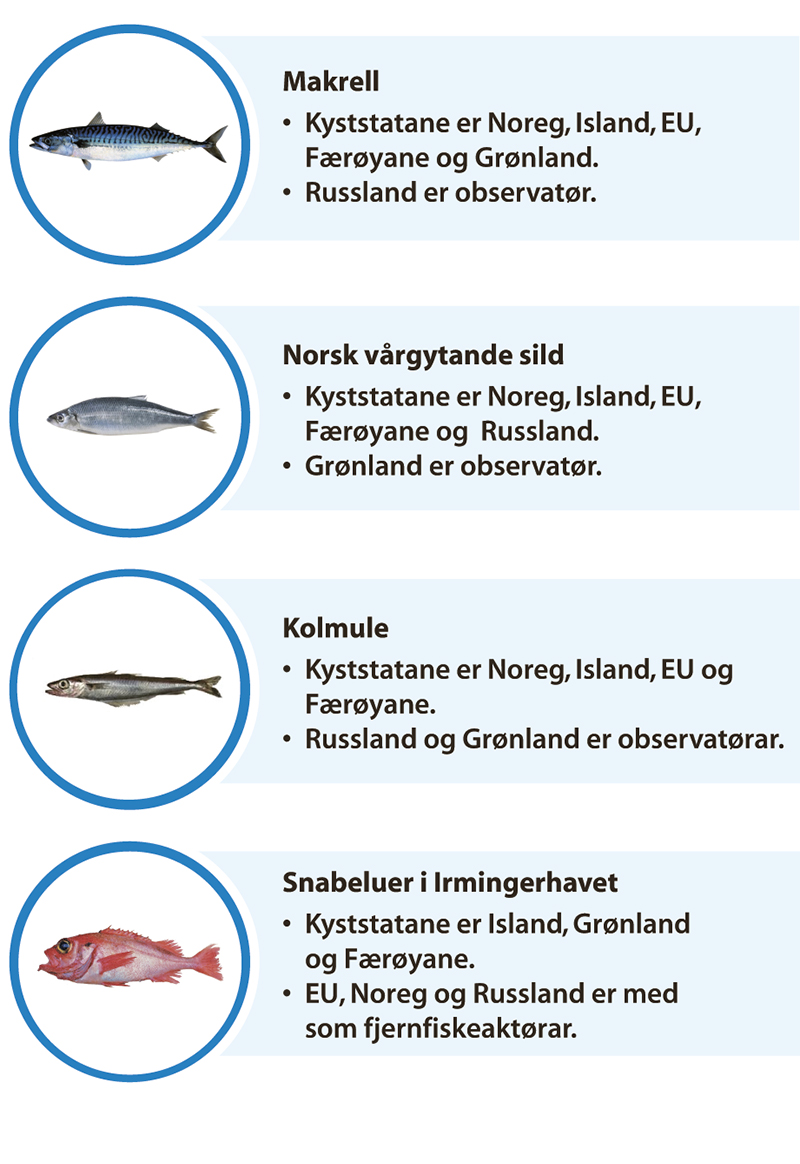 Makrell
• Kyststatane er Noreg, Island, EU,
Færøyane og Grønland.
• Russland er observatør.
Norsk vårgytande sild
• Kyststatane er Noreg, Island, EU,
Færøyane og Russland.
• Grønland er observatør.
Kolmule
• Kyststatane er Noreg, Island, EU og
Færøyane.
• Russland og Grønland er observatørar.
Snabeluer i Irmingerhavet
• Kyststatane er Island, Grønland
og Færøyane.
• EU, Noreg og Russland er med
som fjernfiskeaktørar.